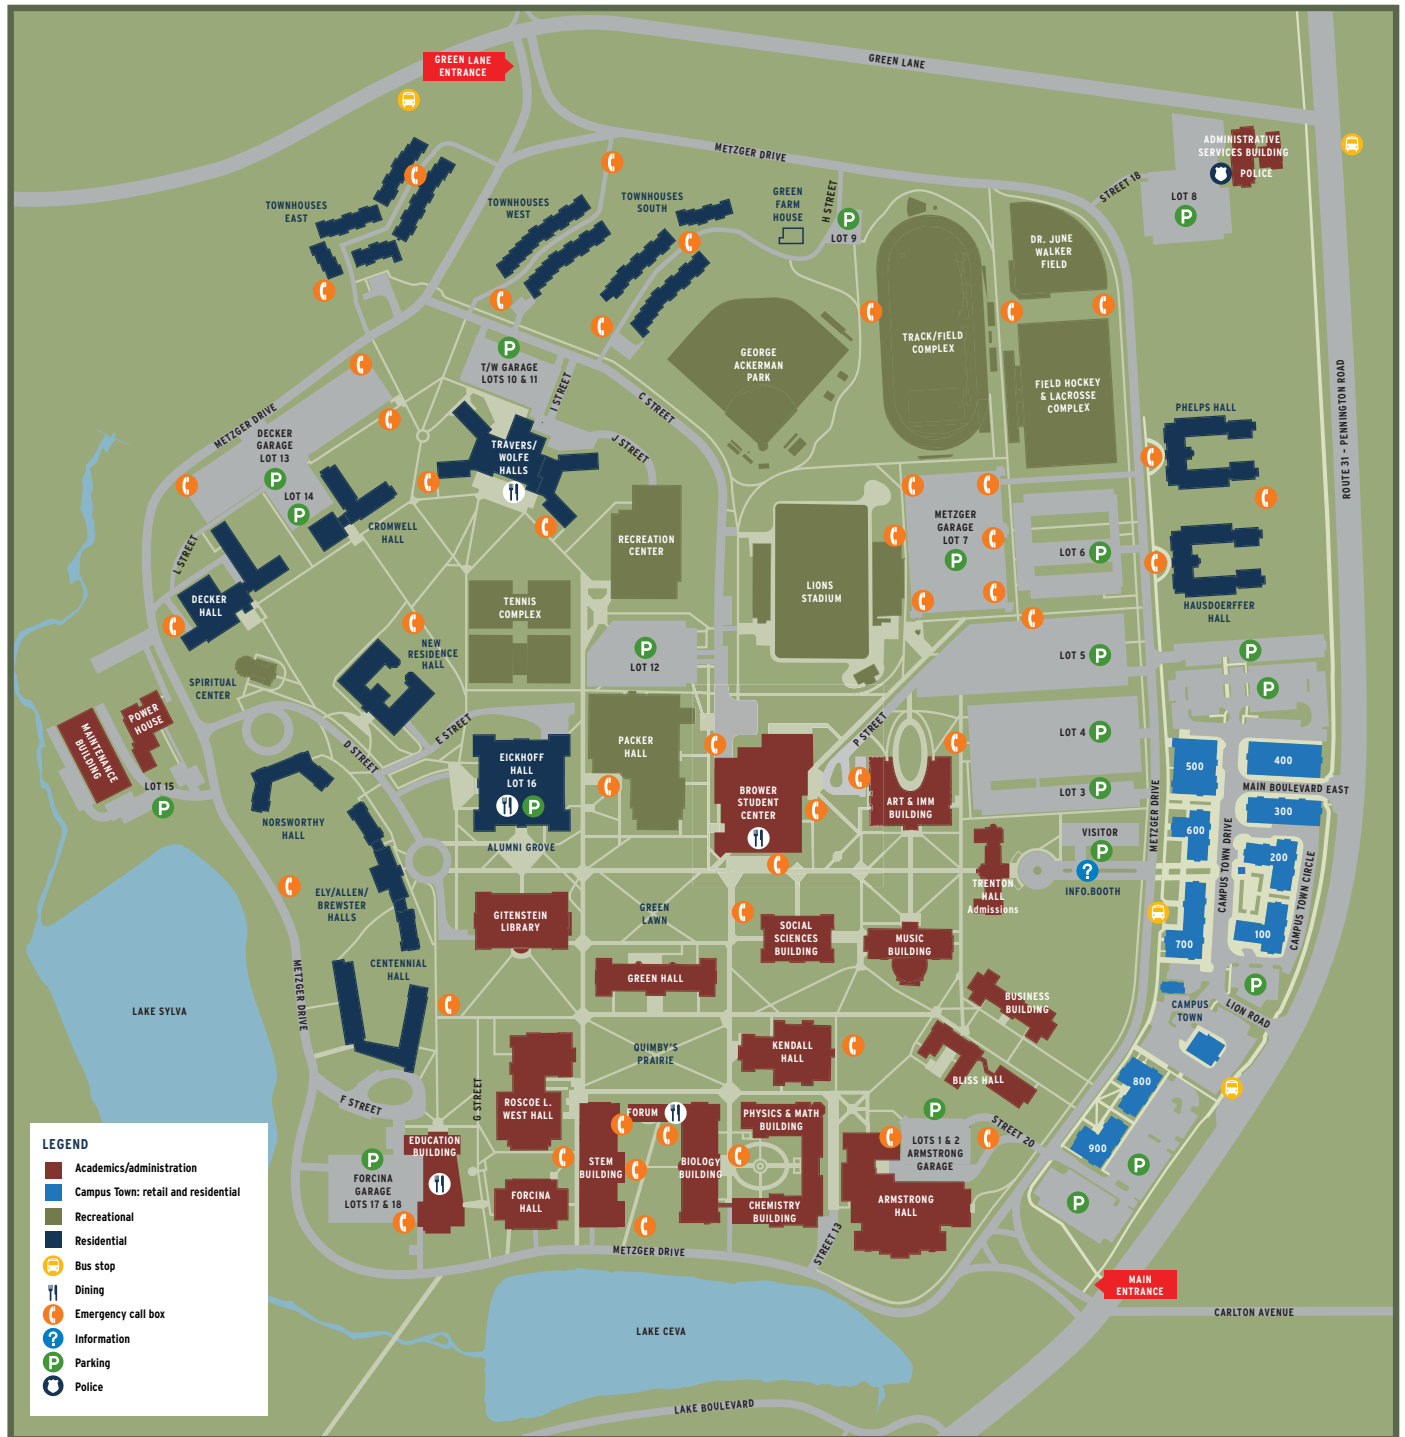 GREEN LANE
ENTRANCE
GREEN LANE
METZGER DRIVE
ADMINISTRATIVE
SERVICES BUILDING
POLICE
STREET 18
LOT 8
P
TOWNHOUSES
EAST
TOWNHOUSES
WEST
TOWNHOUSES
SOUTH
GREEN
FARM
HOUSE
H STREET
P
LOT 9
DR. JUNE
WALKER
FIELD
TRACK/FIELD
COMPLEX
GEORGE
ACKERMAN
PARK
FIELD HOCKEY
& LACROSSE
COMPLEX
ROUTE 31 - PENNINGTON ROAD
P
T/W GARAGE
LOTS 10 & 11
I STREET
C STREET
J STREET
METZGER DRIVE
DECKER
GARAGE
LOT 13
P
LOT 14
P
TRAVERS/
WOLFE
HALLS
CROMWELL
HALL
PHELPS HALL
RECREATION
CENTER
METZGER
GARAGE
LOT 7
P
LOT 6
P
LIONS
STADIUM
L STREET
DECKER
HALL
TENNIS
COMPLEX
HAUSDOERFFER
HALL
NEW
RESIDENCE
HALL
P
LOT 12
LOT 5
P
P
P
SPIRITUAL
CENTER
POWER
HOUSE
MAINTENANCE
BUILDING
LOT 15
P
D STREET
E STREET
PACKER
HALL
P STREET
LOT 4
P
EICKHOFF
HALL
LOT 16
P
BROWER
STUDENT
CENTER
ART & IMM
BUILDING
LOT 3
P
METZGER DRIVE
500
400
MAIN BOULEVARD EAST
300
600
200
CAMPUS TOWN DRIVE
CAMPUS TOWN CIRCLE
NORSWORTHY
HALL
ALUMNI GROVE
VISITOR
P
?
INFO.BOOTH
TRENTON
HALL
Admissions
ELY/ALLEN/
BREWSTER
HALLS
GITENSTEIN
LIBRARY
GREEN
LAWN
SOCIAL
SCIENCES
BUILDING
MUSIC
BUILDING
700
100
P
CENTENNIAL
HALL
GREEN HALL
BUSINESS
BUILDING
CAMPUS
TOWN
LION ROAD
METZGER DRIVE
LAKE SYLVA
QUIMBY'S
PRAIRIE
KENDALL
HALL
BLISS HALL
800
900
F STREET
G STREET
ROSCOE L.
WEST HALL
FORUM
PHYSICS & MATH
BUILDING
P
LOTS 1 & 2
ARMSTRONG
GARAGE
STREET 20
EDUCATION
BUILDING
P
FORCINA
GARAGE
LOTS 17 & 18
STEM
BUILDING
BIOLOGY
BUILDING
P
P
FORCINA
HALL
CHEMISTRY
BUILDING
ARMSTRONG
HALL
STREET 13
METZGER DRIVE
MAIN
ENTRANCE
CARLTON AVENUE
LAKE CEVA
LAKE BOULEVARD
LEGEND
Academics/administration
Campus Town: retail and residential
Recreational
Residential
Bus stop
Dining
Emergency call box
? Information
P Parking
Police